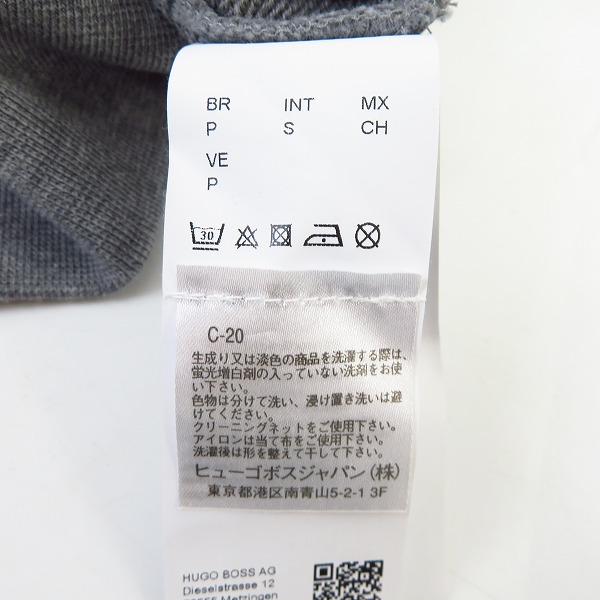 BR INT MX
P S CH
VE
P
30
C-20
生成り又は淡色の商品を洗濯する際は、
蛍光増白剤の入っていない洗剤をお使
い下さい。
色物は分けて洗い、浸け置き洗いは避
けてください。
クリーニングネットをご使用下さい。
アイロンは当て布をご使用下さい。
洗濯後は形を整えて干して下さい。
ヒューゴボスジャパン(株)
東京都港区南青山5-2-1 3F
HUGO BOSS AG
Dieselstrasse 12
Metzingen